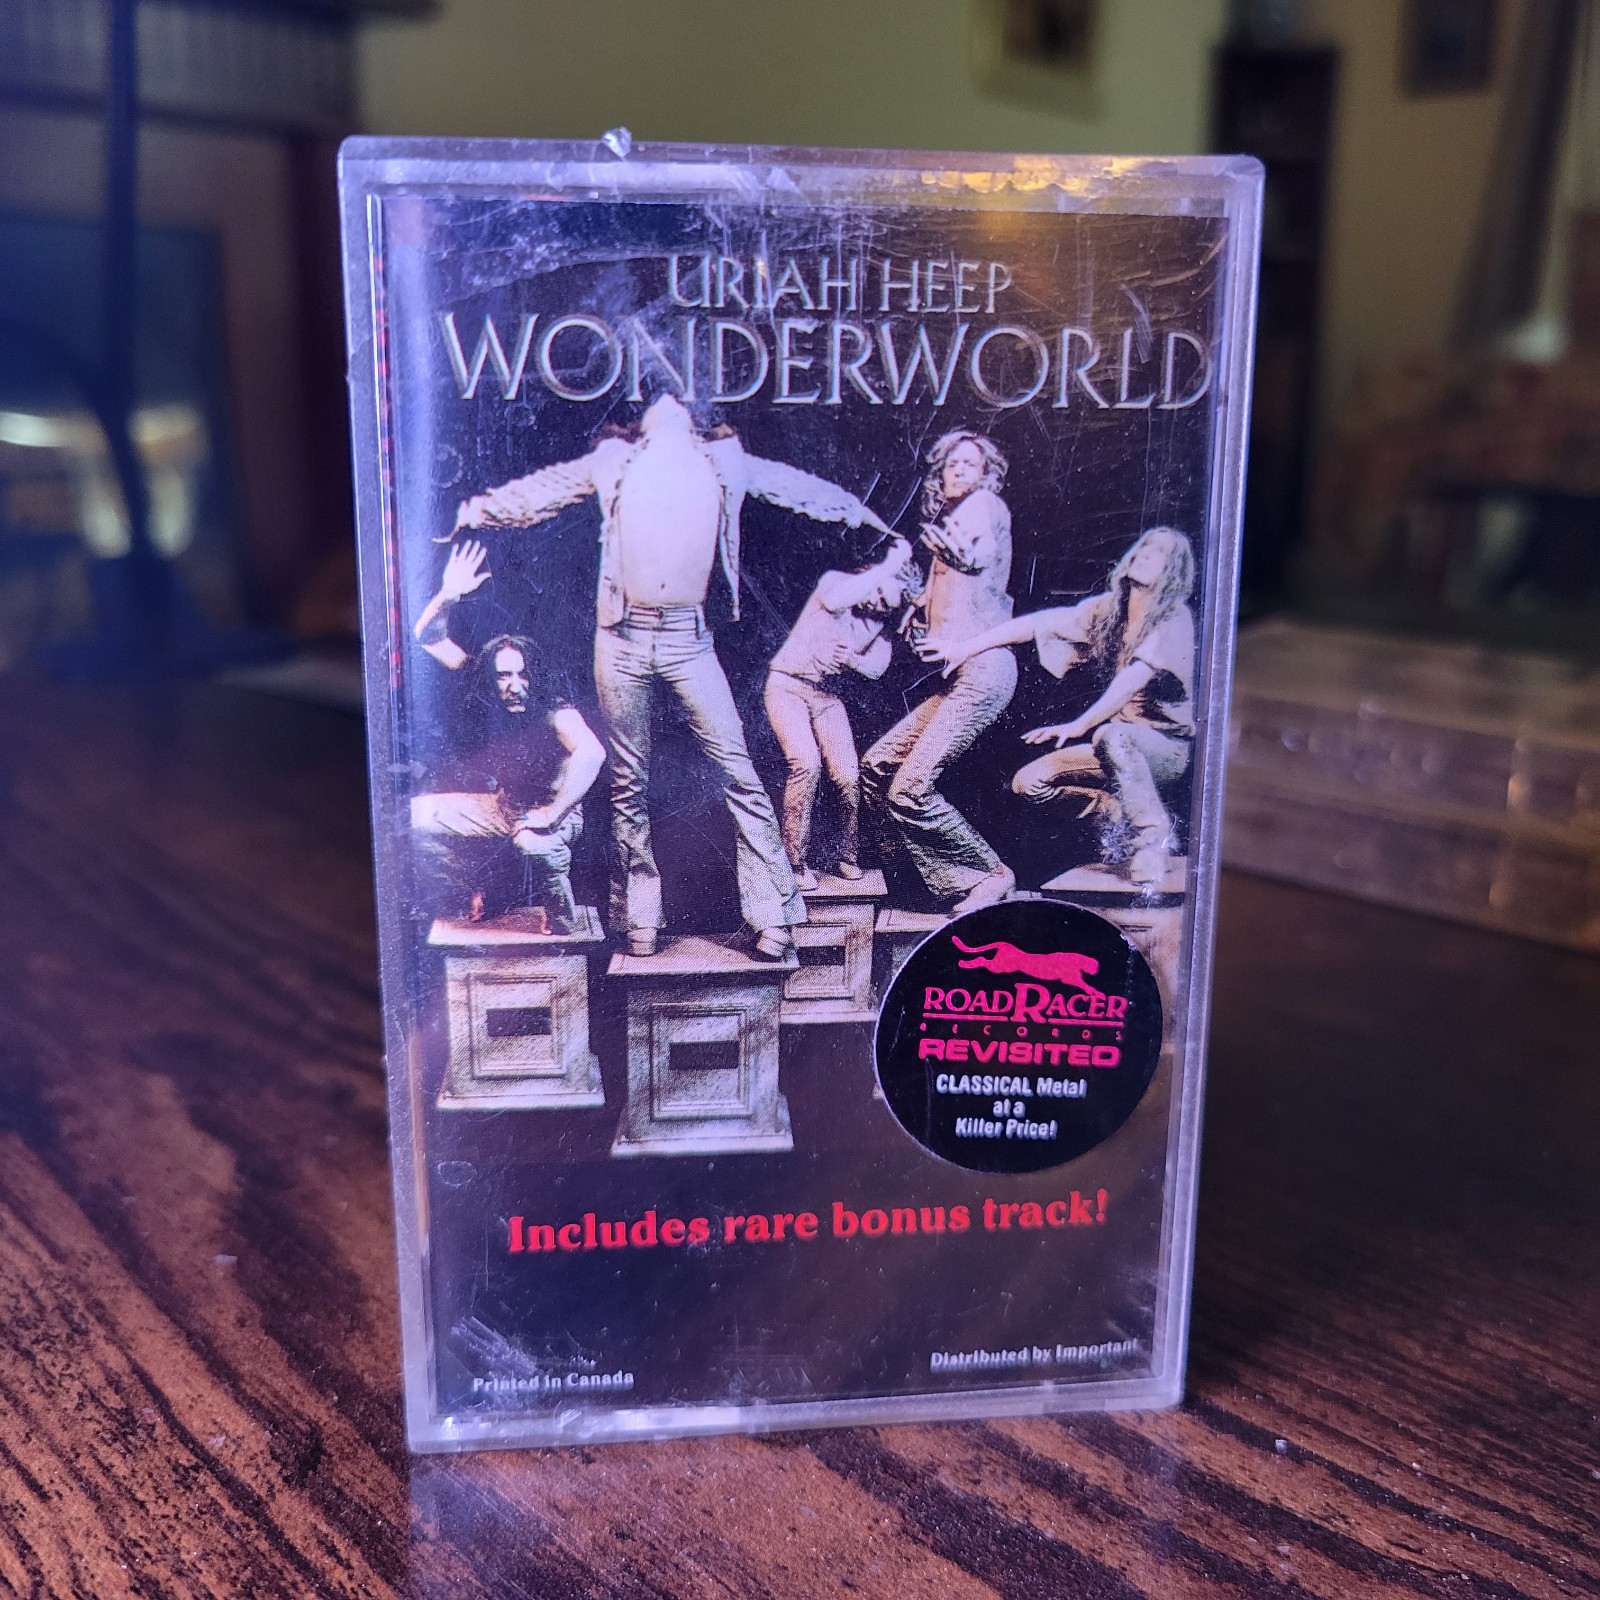 URIAH HEEP
WONDERWORLD
ROADRACER
RECORDS
REVISITED
CLASSICAL Metal
at a
Killer Price!
Includes rare bonus track!
Printed in Canada
Distributed by Important